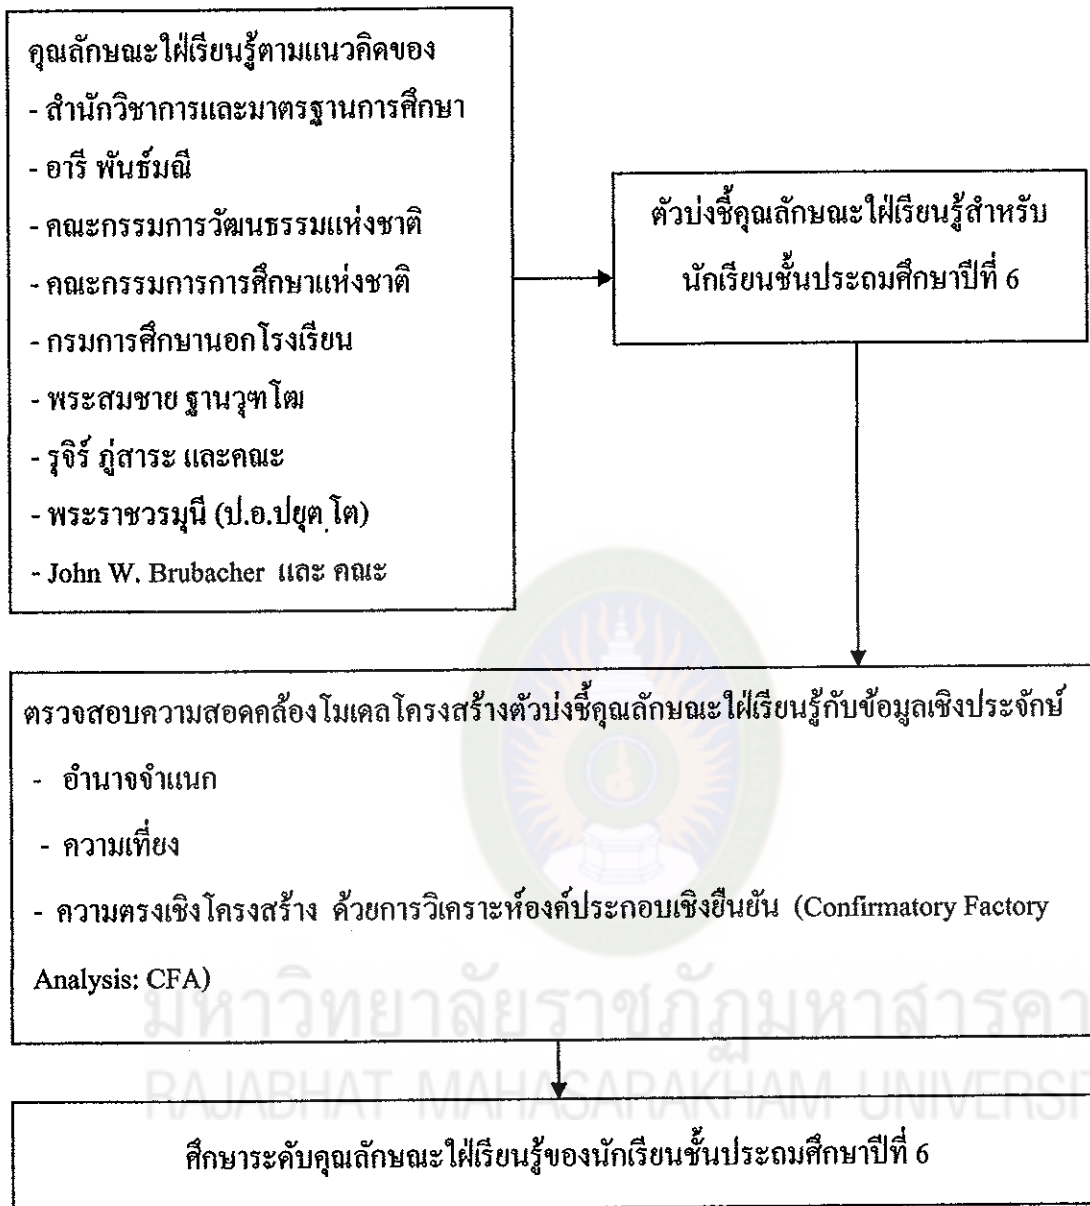 คุณลักษณะใฝ่เรียนรู้ตามแนวคิดของ
- สำนักวิชาการและมาตรฐานการศึกษา
- อารี พันธ์มณี
- คณะกรรมการวัฒนธรรมแห่งชาติ
- คณะกรรมการการศึกษาแห่งชาติ
- กรมการศึกษานอกโรงเรียน
- พระสมชาย ฐานวุฑโฒ
- รุจิร์ ภู่สาระ และคณะ
- พระราชวรมุนี (ป.อ.ปยุตฺโต)
- John W. Brubacher และ คณะ
ตัวบ่งชี้คุณลักษณะใฝ่เรียนรู้สำหรับ
นักเรียนชั้นประถมศึกษาปีที่ 6
ตรวจสอบความสอดคล้องโมเดลโครงสร้างตัวบ่งชี้คุณลักษณะใฝ่เรียนรู้กับข้อมูลเชิงประจักษ์
- อำนาจจำแนก
- ความเที่ยง
- ความตรงเชิงโครงสร้าง ด้วยการวิเคราะห์องค์ประกอบเชิงยืนยัน (Confirmatory Factory
Analysis: CFA)
มหาวิทยาลัยราชภัฏมหาสารคา
RAJABHAT MAHASARAKHAM UNIVERSIT
ศึกษาระดับคุณลักษณะใฝ่เรียนรู้ของนักเรียนชั้นประถมศึกษาปีที่ 6